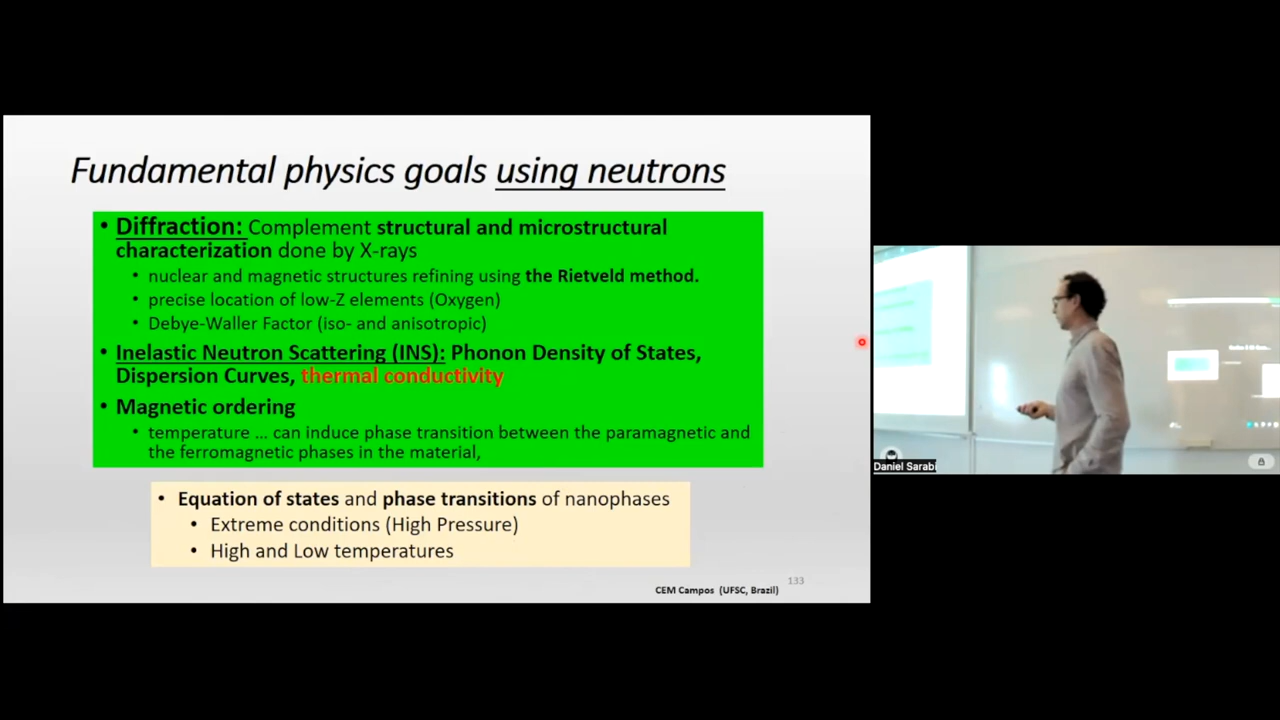 Fundamental physics goals using neutrons
• Diffraction: Complement structural and microstructural
characterization done by X-rays
• nuclear and magnetic structures refining using the Rietveld method.
• precise location of low-Z elements (Oxygen)
• Debye-Waller Factor (iso- and anisotropic)
• Inelastic Neutron Scattering (INS): Phonon Density of States,
Dispersion Curves, thermal conductivity
• Magnetic ordering
• temperature ... can induce phase transition between the paramagnetic and
the ferromagnetic phases in the material,
• Equation of states and phase transitions of nanophases
• Extreme conditions (High Pressure)
• High and Low temperatures
133
CEM Campos (UFSC, Brazil)
Daniel Sarabi